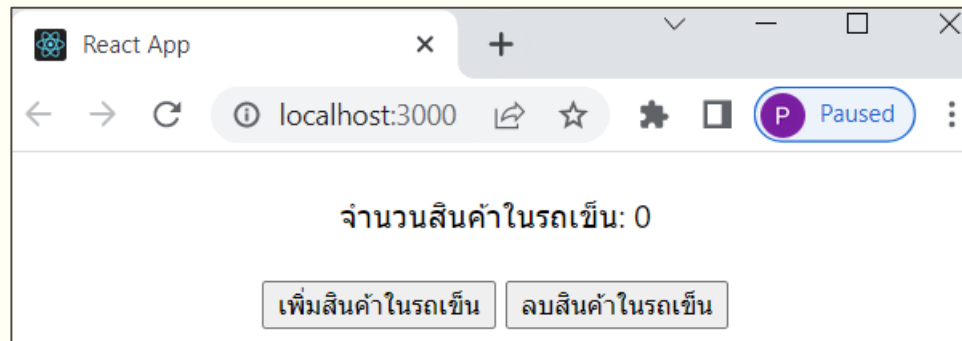 React App
localhost:3000
P Paused
จำนวนสินค้าในรถเข็น: 0
เพิ่มสินค้าในรถเข็น ลบสินค้าในรถเข็น